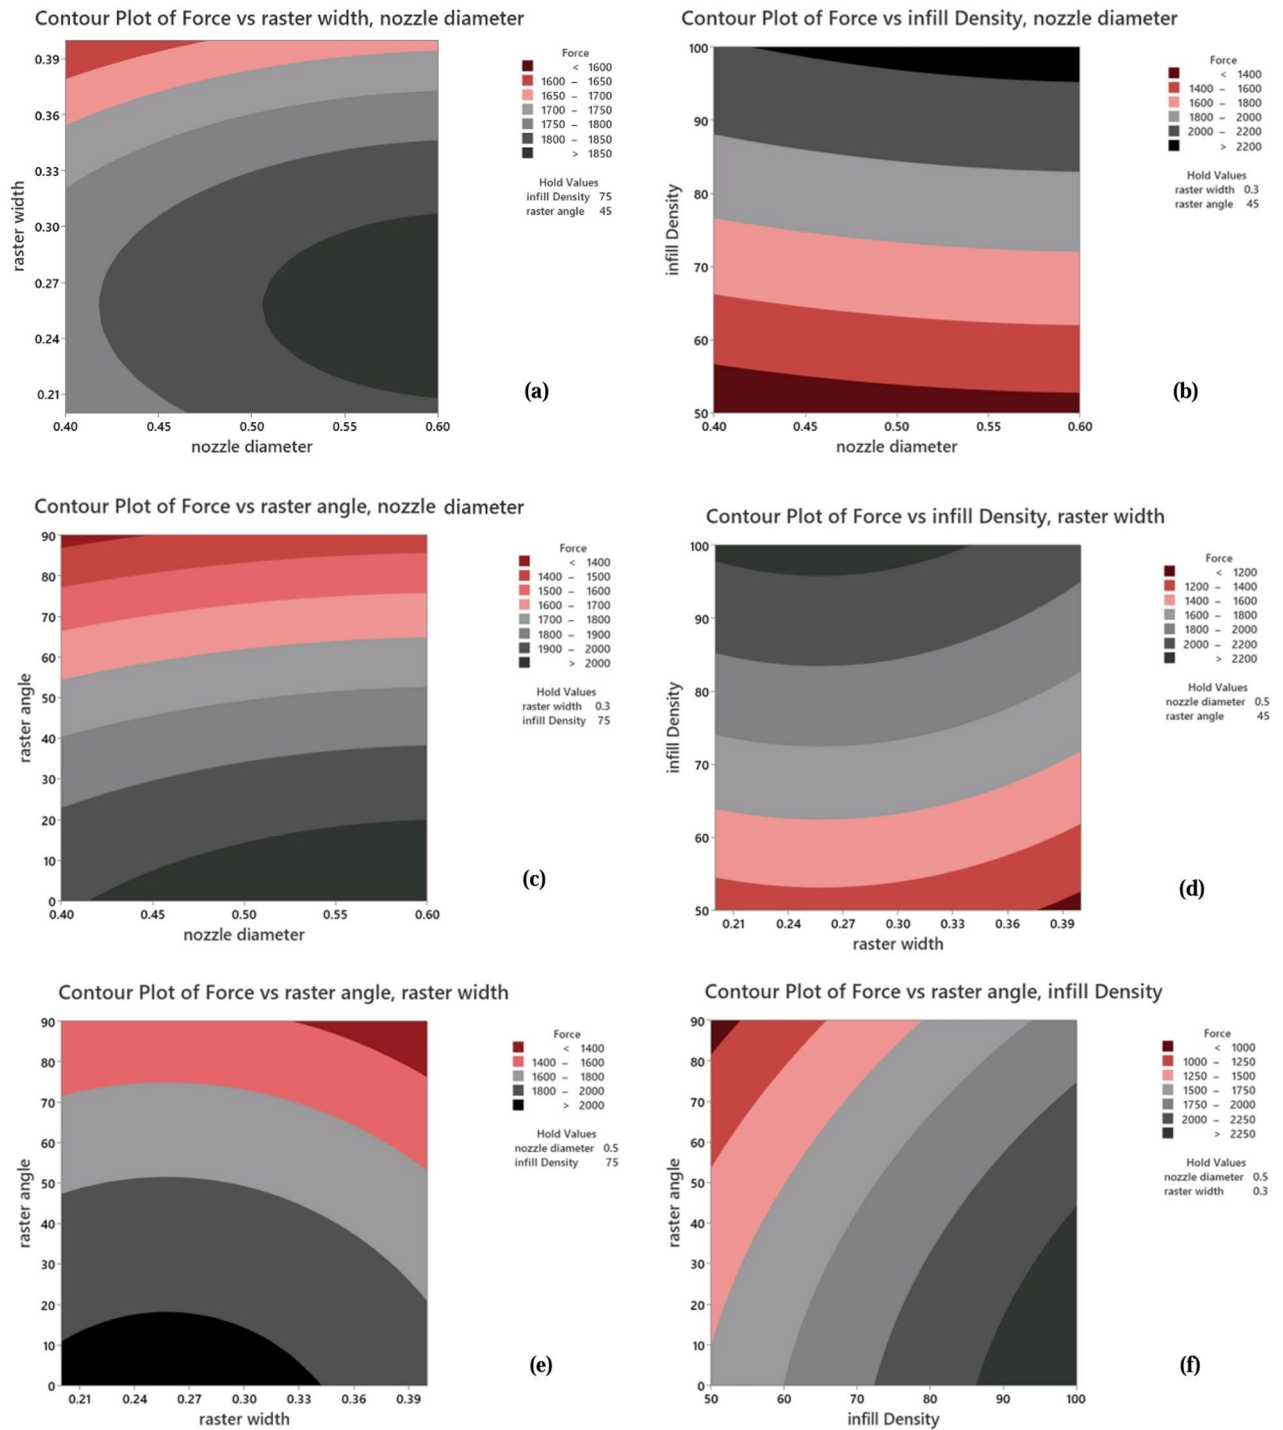 Contour Plot of Force vs raster width, nozzle diameter
Force
< 1600
1600 – 1650
1650 – 1700
1700 – 1750
1750 – 1800
1800 – 1850
> 1850
Hold Values
infill Density 75
raster angle 45
raster width
0.39
0.36
0.33
0.30
0.27
0.24
0.21
0.40 0.45 0.50 0.55 0.60
nozzle diameter
(a)
Contour Plot of Force vs infill Density, nozzle diameter
Force
< 1400
1400 – 1600
1600 – 1800
1800 – 2000
2000 – 2200
> 2200
Hold Values
raster width 0.3
raster angle 45
infill Density
100
90
80
70
60
50
0.40 0.45 0.50 0.55 0.60
nozzle diameter
(b)
Contour Plot of Force vs raster angle, nozzle diameter
Force
< 1400
1400 – 1500
1500 – 1600
1600 – 1700
1700 – 1800
1800 – 1900
1900 – 2000
> 2000
Hold Values
raster width 0.3
infill Density 75
raster angle
90
80
70
60
50
40
30
20
10
0
0.40 0.45 0.50 0.55 0.60
nozzle diameter
(c)
Contour Plot of Force vs infill Density, raster width
Force
< 1200
1200 – 1400
1400 – 1600
1600 – 1800
1800 – 2000
2000 – 2200
> 2200
Hold Values
nozzle diameter 0.5
raster angle 45
infill Density
100
90
80
70
60
50
0.21 0.24 0.27 0.30 0.33 0.36 0.39
raster width
(d)
Contour Plot of Force vs raster angle, raster width
Force
< 1400
1400 – 1600
1600 – 1800
1800 – 2000
> 2000
Hold Values
nozzle diameter 0.5
infill Density 75
raster angle
90
80
70
60
50
40
30
20
10
0
0.21 0.24 0.27 0.30 0.33 0.36 0.39
raster width
(e)
Contour Plot of Force vs raster angle, infill Density
Force
< 1000
1000 – 1250
1250 – 1500
1500 – 1750
1750 – 2000
2000 – 2250
> 2250
Hold Values
nozzle diameter 0.5
raster width 0.3
raster angle
90
80
70
60
50
40
30
20
10
0
50 60 70 80 90 100
infill Density
(f)